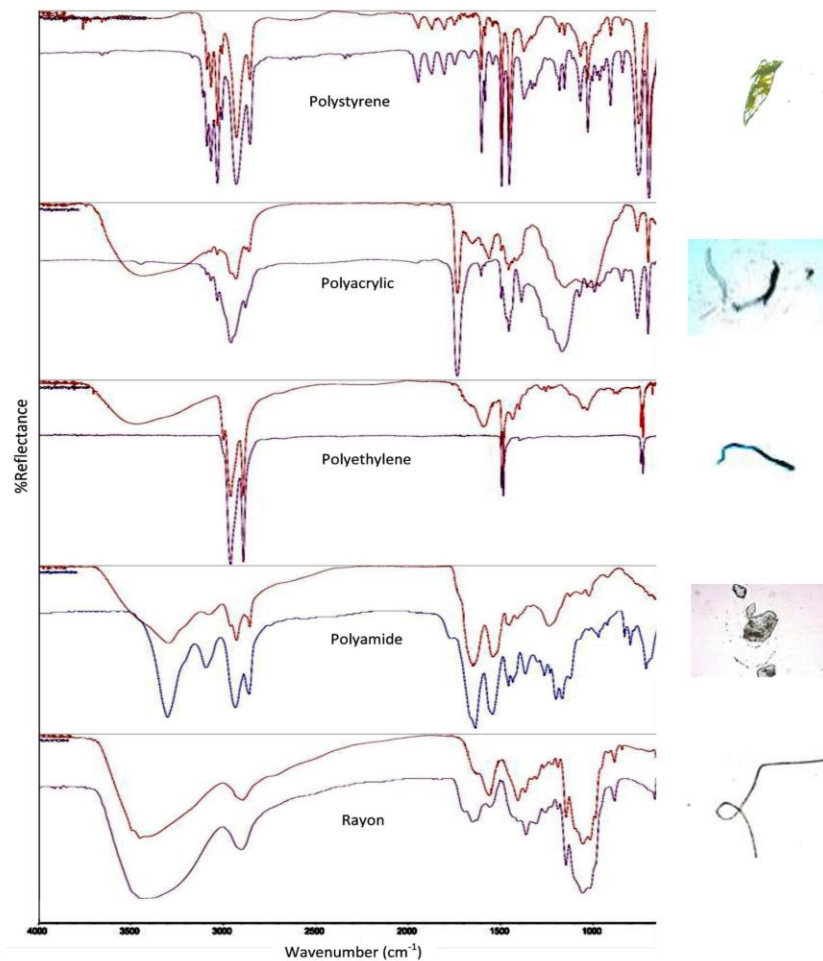 Polystyrene
Polyacrylic
Polyethylene
Polyamide
Rayon
%Reflectance
4000 3500 3000 2500 2000 1500 1000
Wavenumber (cm⁻¹)